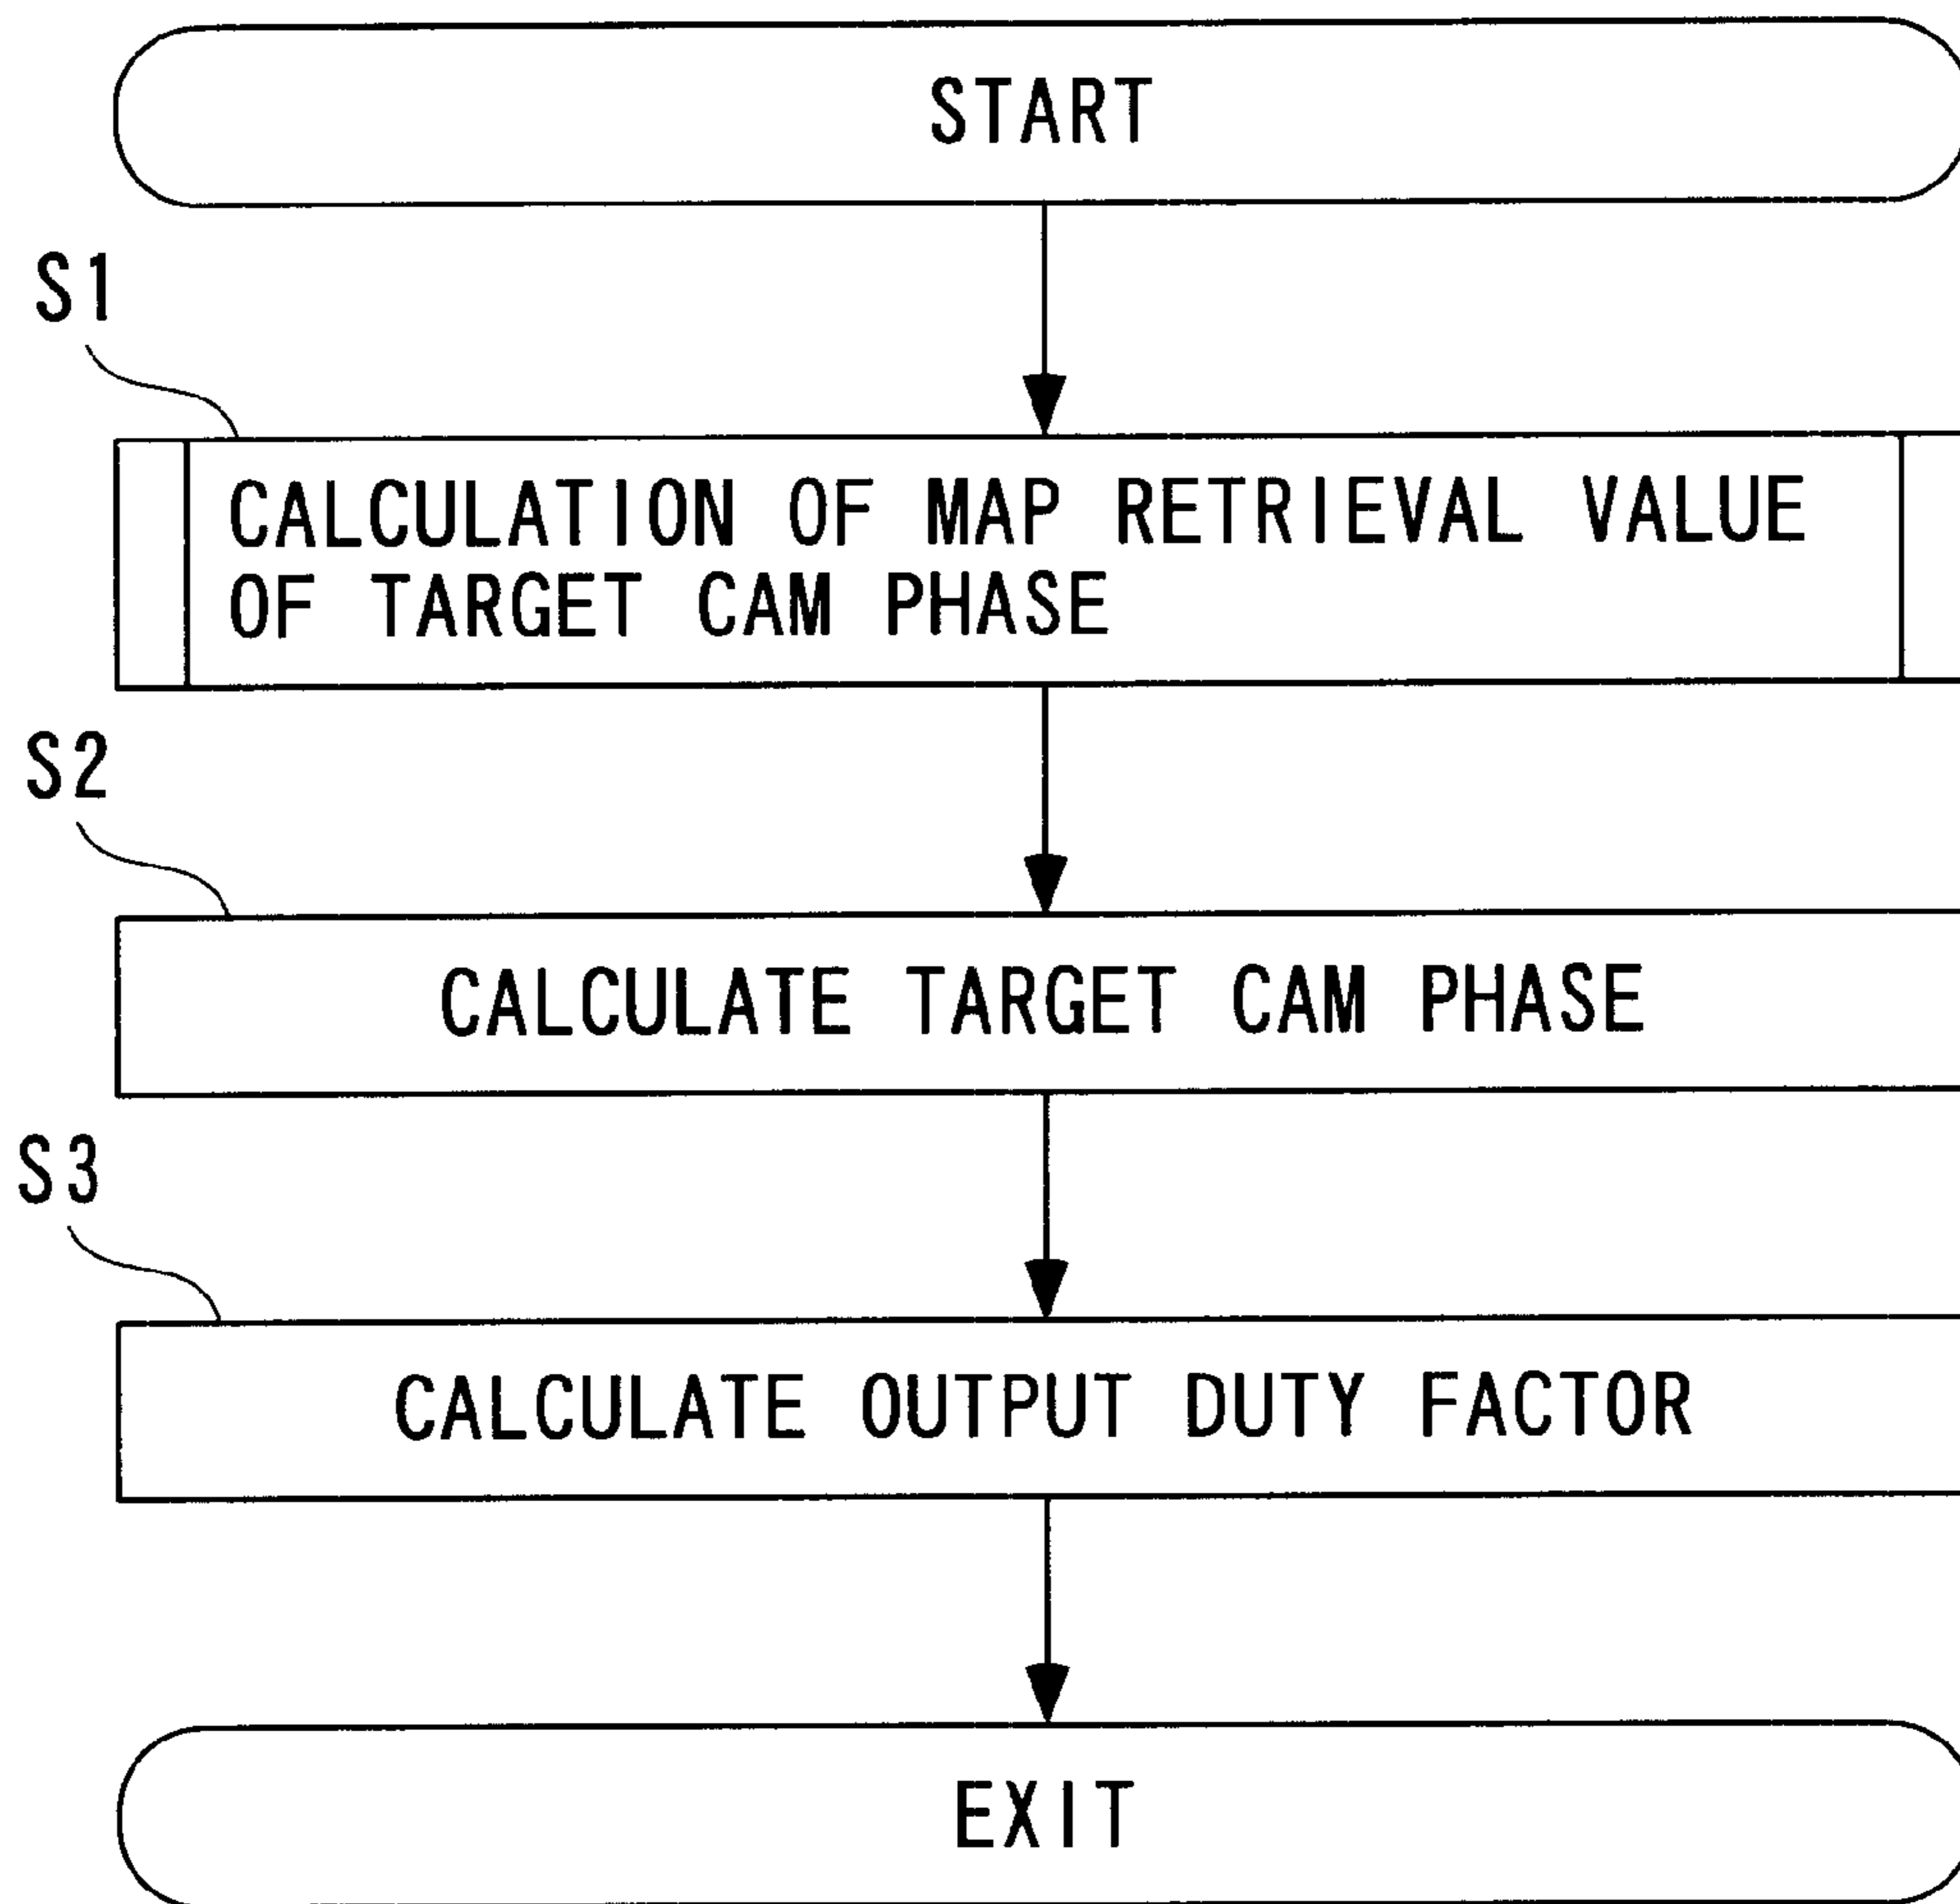 START
S1
CALCULATION OF MAP RETRIEVAL VALUE
OF TARGET CAM PHASE
S2
CALCULATE TARGET CAM PHASE
S3
CALCULATE OUTPUT DUTY FACTOR
EXIT